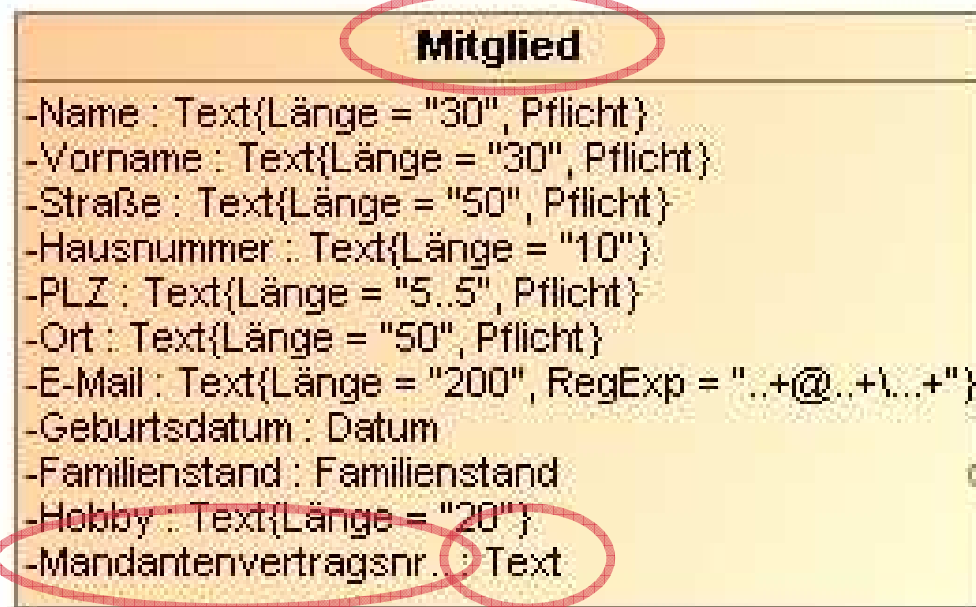 Mitglied
-Name : Text{Länge = "30", Pflicht}
-Vorname : Text{Länge = "30", Pflicht}
-Straße : Text{Länge = "50", Pflicht}
-Hausnummer : Text{Länge = "10"}
-PLZ : Text{Länge = "5..5", Pflicht}
-Ort : Text{Länge = "50", Pflicht}
-E-Mail : Text{Länge = "200", RegExp = "..+@..+\...+"}
-Geburtsdatum : Datum
-Familienstand : Familienstand
-Hobby : Text{Länge = "20"}
-Mandantenvertragsnr.. : Text